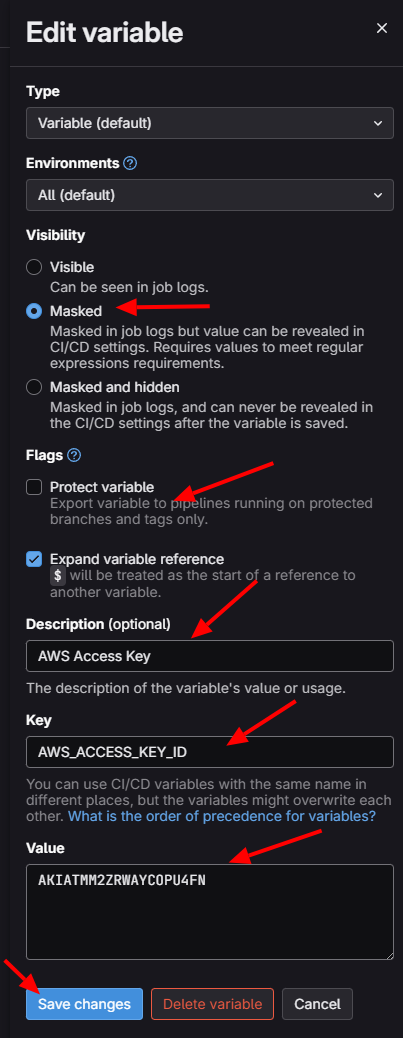 Edit variable
Type
Variable (default)
Environments
All (default)
Visibility
Visible
Can be seen in job logs.
Masked
Masked in job logs but value can be revealed in
CI/CD settings. Requires values to meet regular
expressions requirements.
Masked and hidden
Masked in job logs, and can never be revealed in
the CI/CD settings after the variable is saved.
Flags
Protect variable
Export variable to pipelines running on protected
branches and tags only.
Expand variable reference
$ will be treated as the start of a reference to
another variable.
Description (optional)
AWS Access Key
The description of the variable's value or usage.
Key
AWS_ACCESS_KEY_ID
You can use CI/CD variables with the same name in
different places, but the variables might overwrite each
other. What is the order of precedence for variables?
Value
AKIATMM2ZRWAYCOPU4FN
Save changes
Delete variable
Cancel